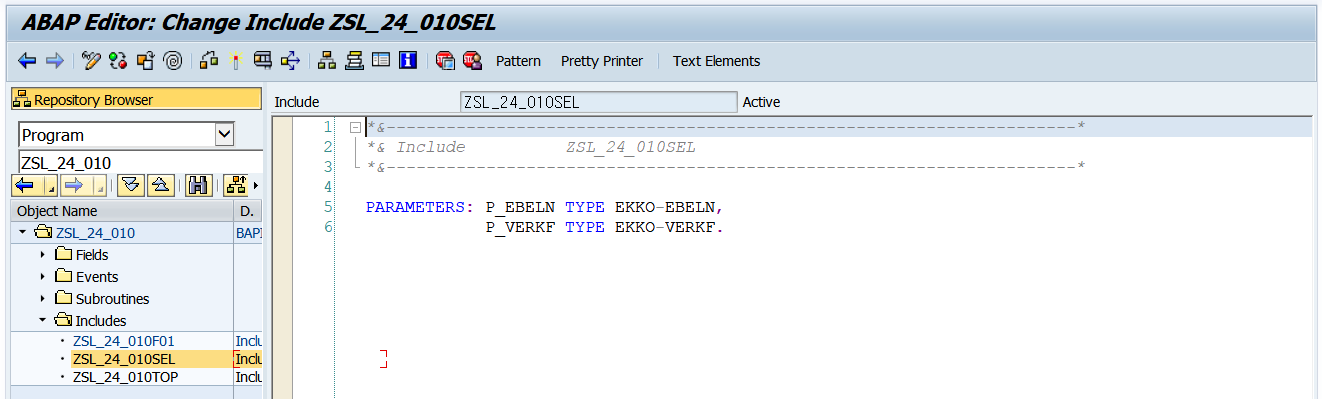 ABAP Editor: Change Include ZSL_24_010SEL
Pattern Pretty Printer Text Elements
Repository Browser
Program
ZSL_24_010
Object Name D.
ZSL_24_010 BAPI
Fields
Events
Subroutines
Includes
ZSL_24_010F01 Inclu
ZSL_24_010SEL Inclu
ZSL_24_010TOP Inclu
Include ZSL_24_010SEL Active
1 *&---------------------------------------------------------------------*
2 *& Include ZSL_24_010SEL
3 *&---------------------------------------------------------------------*
4
5 PARAMETERS: P_EBELN TYPE EKKO-EBELN,
6 P_VERKF TYPE EKKO-VERKF.